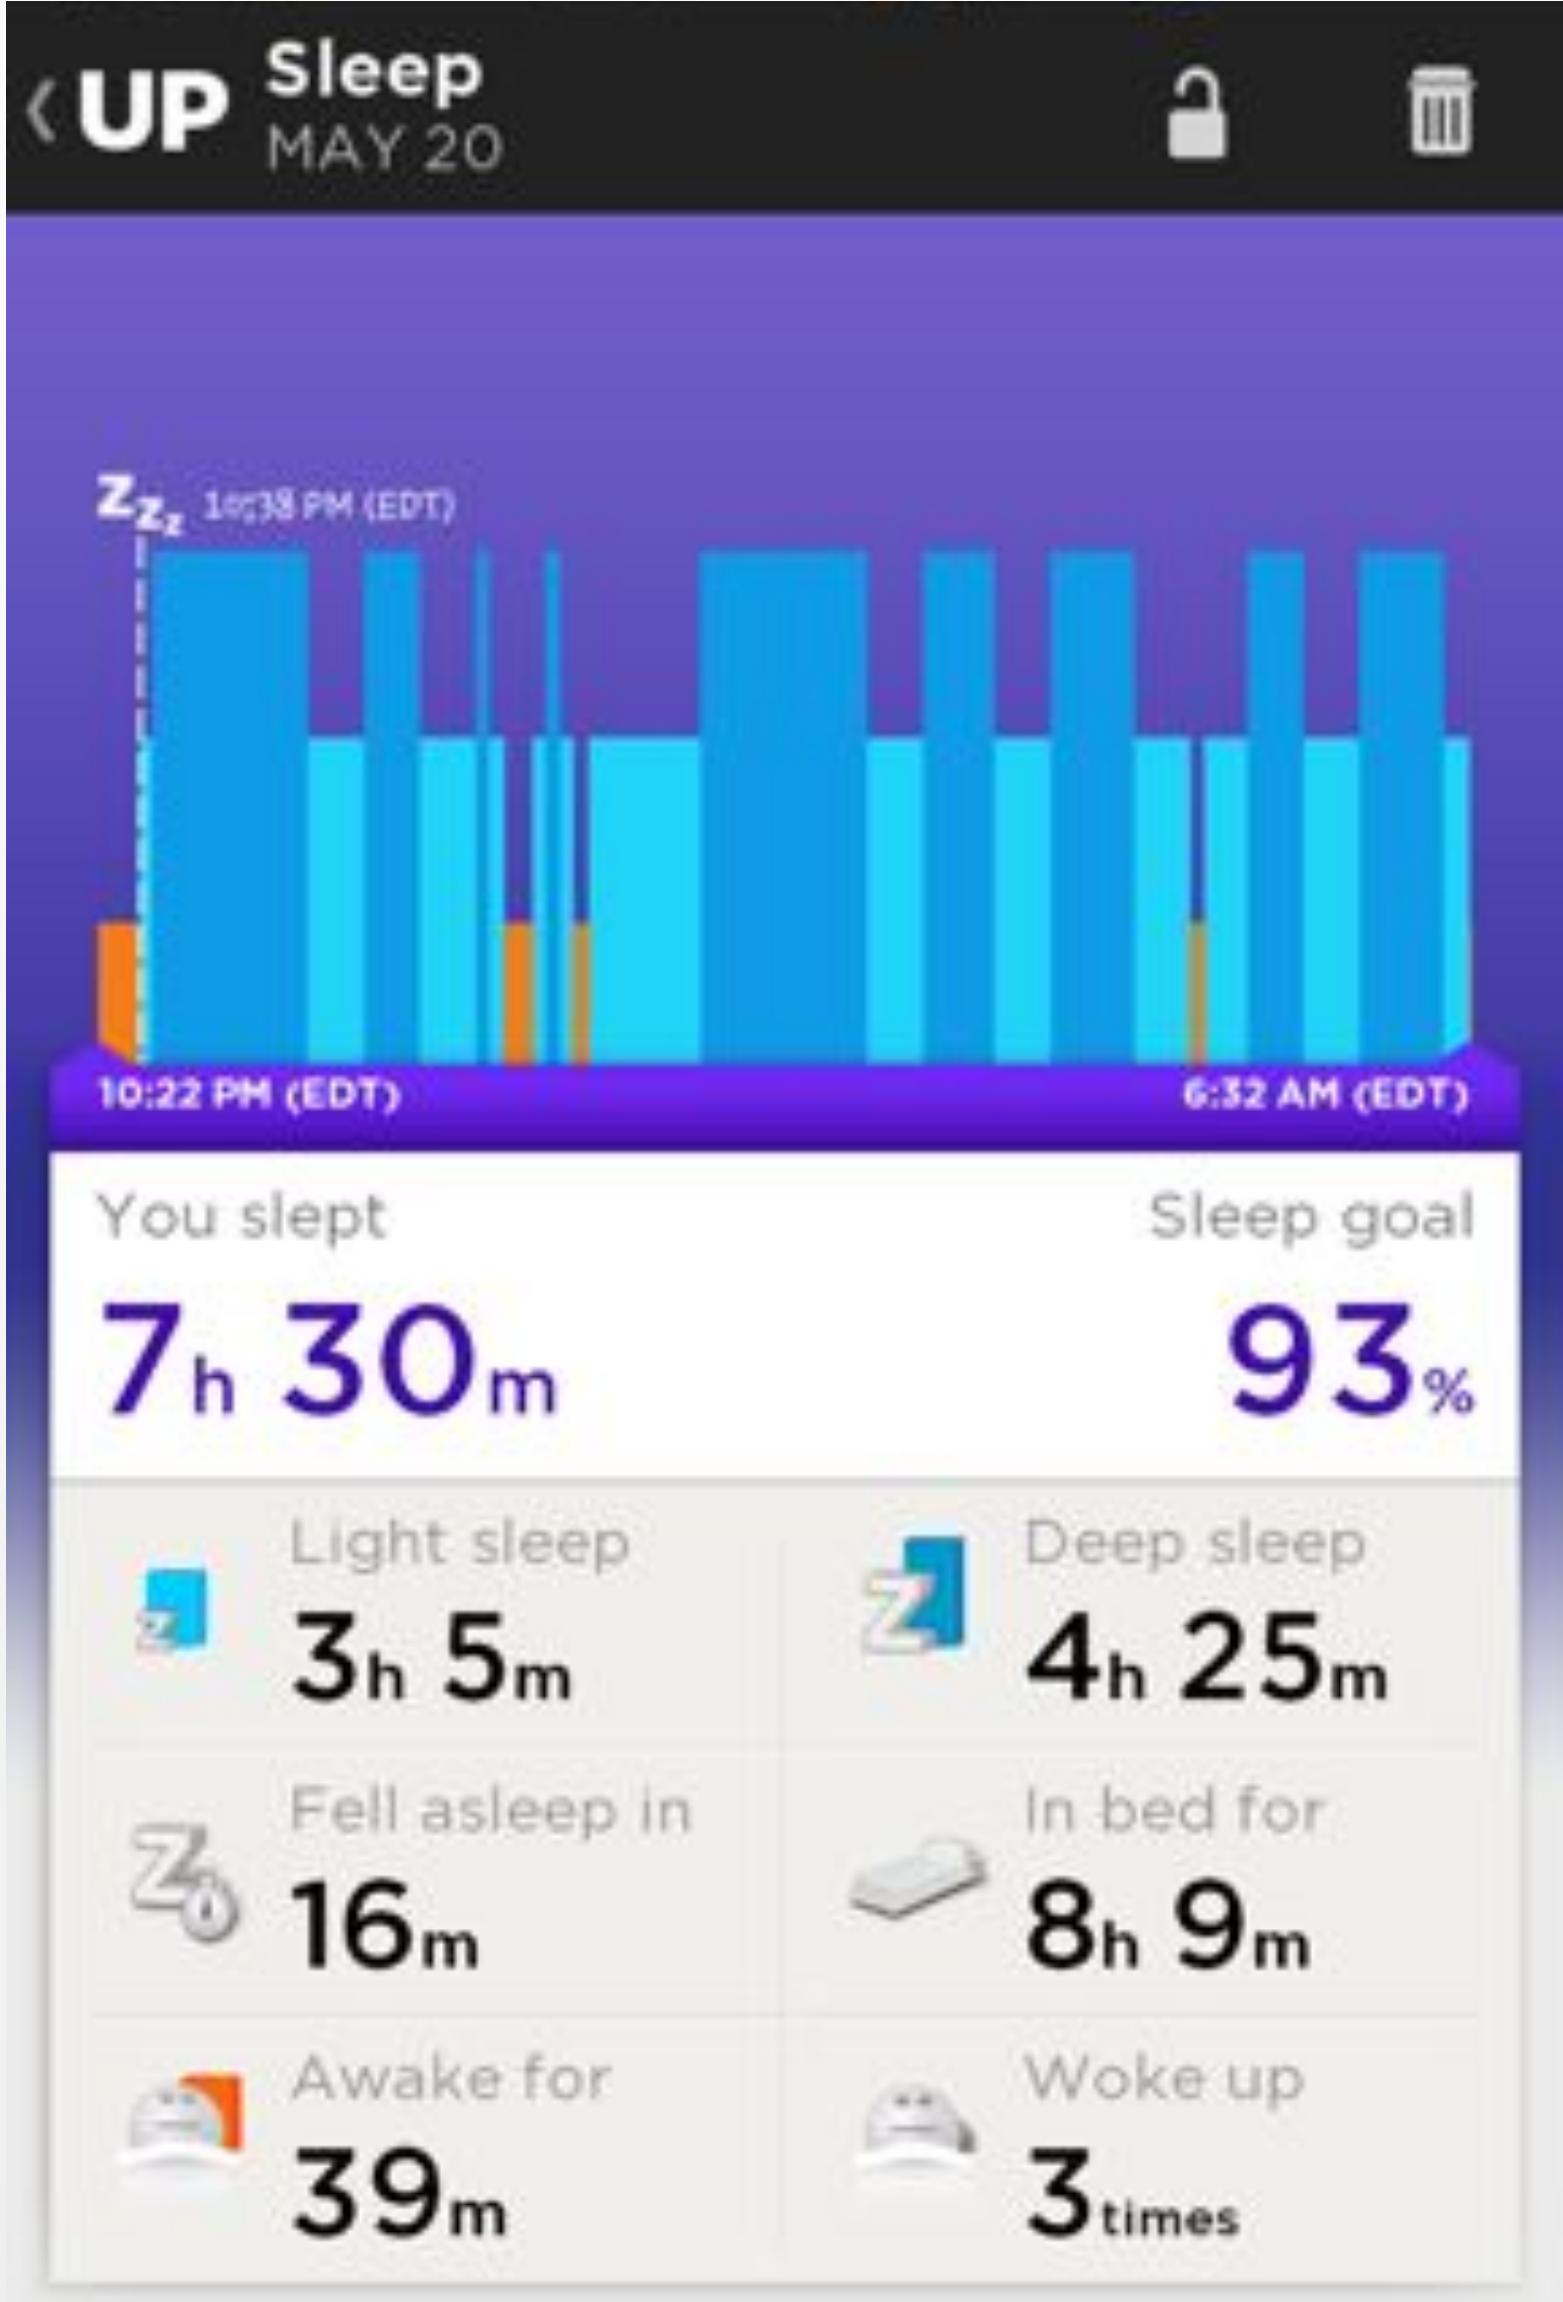 UP Sleep
MAY 20
10:38 PM (EDT)
10:22 PM (EDT) 6:32 AM (EDT)
You slept Sleep goal
7h 30m 93%
Light sleep Deep sleep
3h 5m 4h 25m
Fell asleep in In bed for
16m 8h 9m
Awake for Woke up
39m 3 times